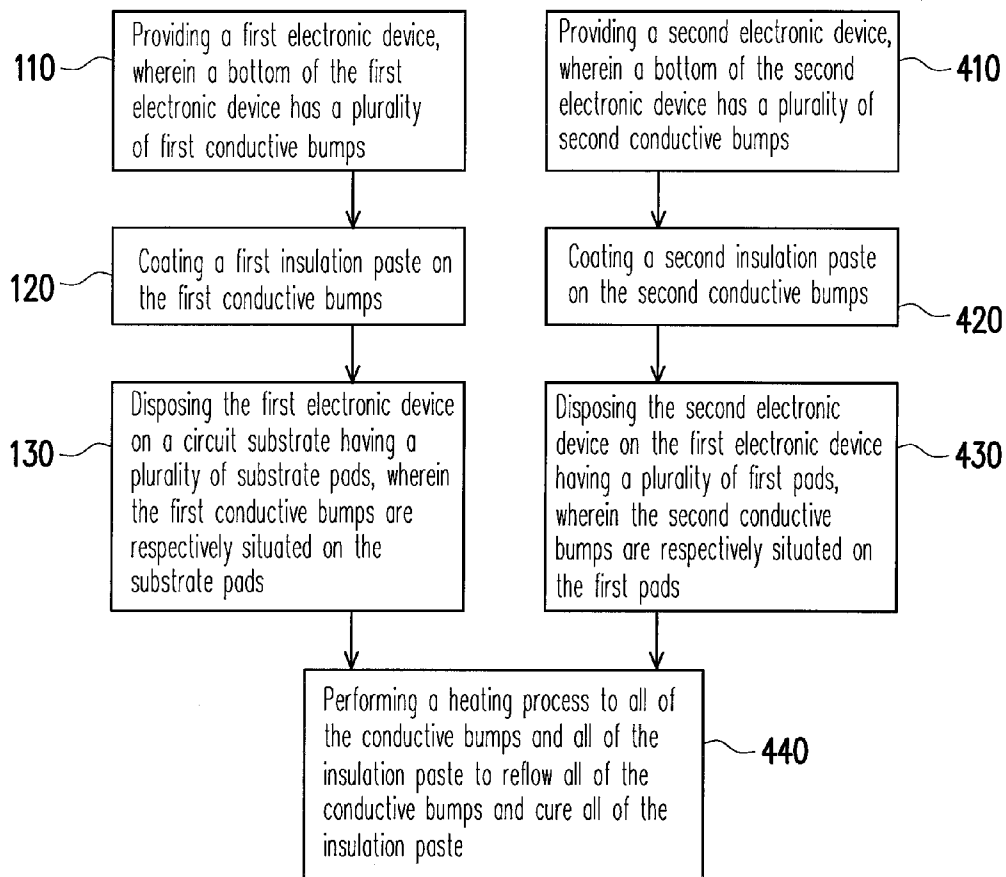 110
Providing a first electronic device,
wherein a bottom of the first
electronic device has a plurality
of first conductive bumps
Providing a second electronic device,
wherein a bottom of the second
electronic device has a plurality of
second conductive bumps
410
120
Coating a first insulation paste on
the first conductive bumps
Coating a second insulation paste
on the second conductive bumps
420
130
Disposing the first electronic device
on a circuit substrate having a
plurality of substrate pads, wherein
the first conductive bumps are
respectively situated on the
substrate pads
Disposing the second electronic
device on the first electronic device
having a plurality of first pads,
wherein the second conductive
bumps are respectively situated on
the first pads
430
Performing a heating process to all of
the conductive bumps and all of the
insulation paste to reflow all of the
conductive bumps and cure all of the
insulation paste
440